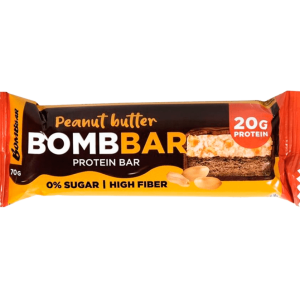 BOMBBAR
70G
Peanut butter
BOMBBAR
PROTEIN BAR
0% SUGAR | HIGH FIBER
20G
PROTEIN